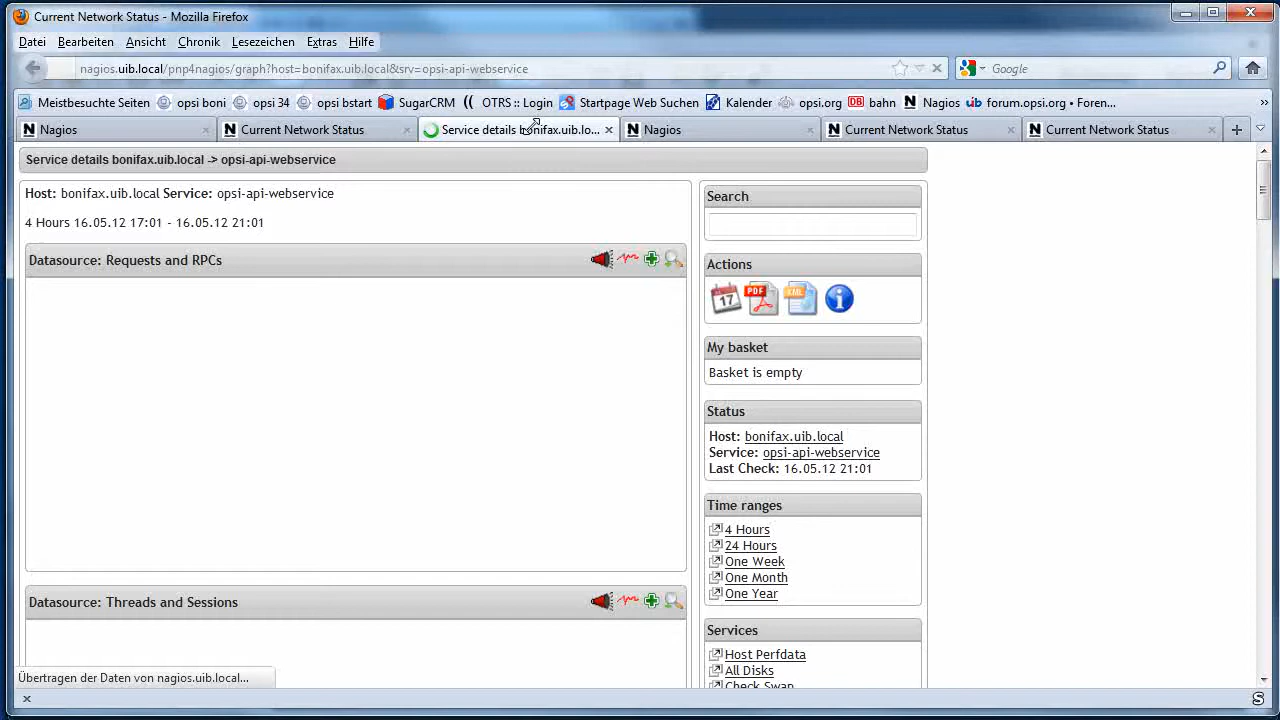 Current Network Status - Mozilla Firefox
Datei Bearbeiten Ansicht Chronik Lesezeichen Extras Hilfe
nagios.uib.local/pnp4nagios/graph?host=bonifax.uib.local&srv=opsi-api-webservice
Google
Meistbesuchte Seiten opsi boni opsi 34 opsi bstart SugarCRM OTRS :: Login Startpage Web Suchen Kalender opsi.org DB bahn N Nagios uib forum.opsi.org • Foren... »
N Nagios
N Current Network Status
Service details bonifax.uib.lo...
N Nagios
N Current Network Status
N Current Network Status
Service details bonifax.uib.local -> opsi-api-webservice
Host: bonifax.uib.local Service: opsi-api-webservice
4 Hours 16.05.12 17:01 - 16.05.12 21:01
Datasource: Requests and RPCs
Datasource: Threads and Sessions
Search
Actions
17 PDF XML i
My basket
Basket is empty
Status
Host: bonifax.uib.local
Service: opsi-api-webservice
Last Check: 16.05.12 21:01
Time ranges
4 Hours
24 Hours
One Week
One Month
One Year
Services
Host Perfdata
All Disks
Check Swap
Übertragen der Daten von nagios.uib.local...